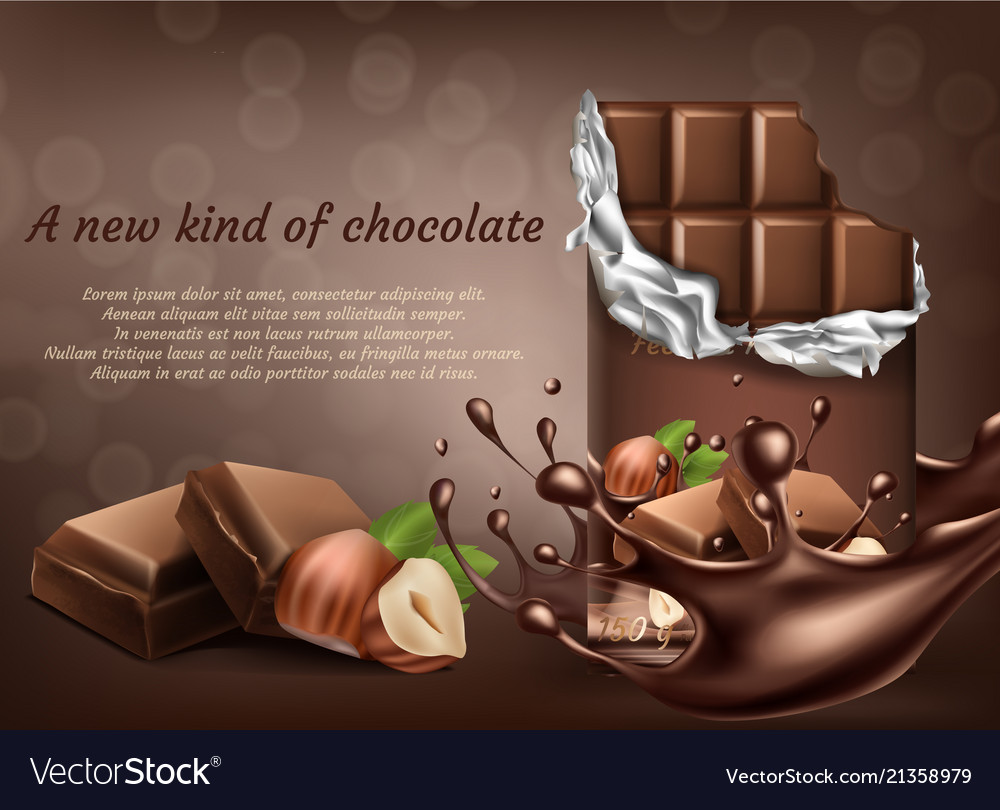 A new kind of chocolate
Lorem ipsum dolor sit amet, consectetur adipiscing elit.
Aenean aliquam elit vitae sem sollicitudin semper.
In venenatis est non lacus rutrum ullamcorper.
Nullam tristique lacus ac velit faucibus, eu fringilla metus ornare.
Aliquam in erat ac odio porttitor sodales nec id risus.
150 g
VectorStock®
VectorStock.com/21358979